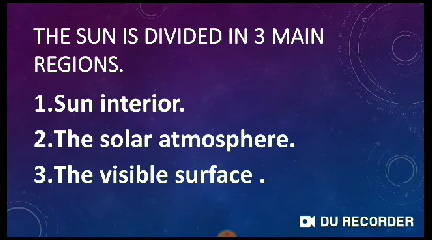 THE SUN IS DIVIDED IN 3 MAIN
REGIONS.
1.Sun interior.
2.The solar atmosphere.
3.The visible surface .
DU RECORDER